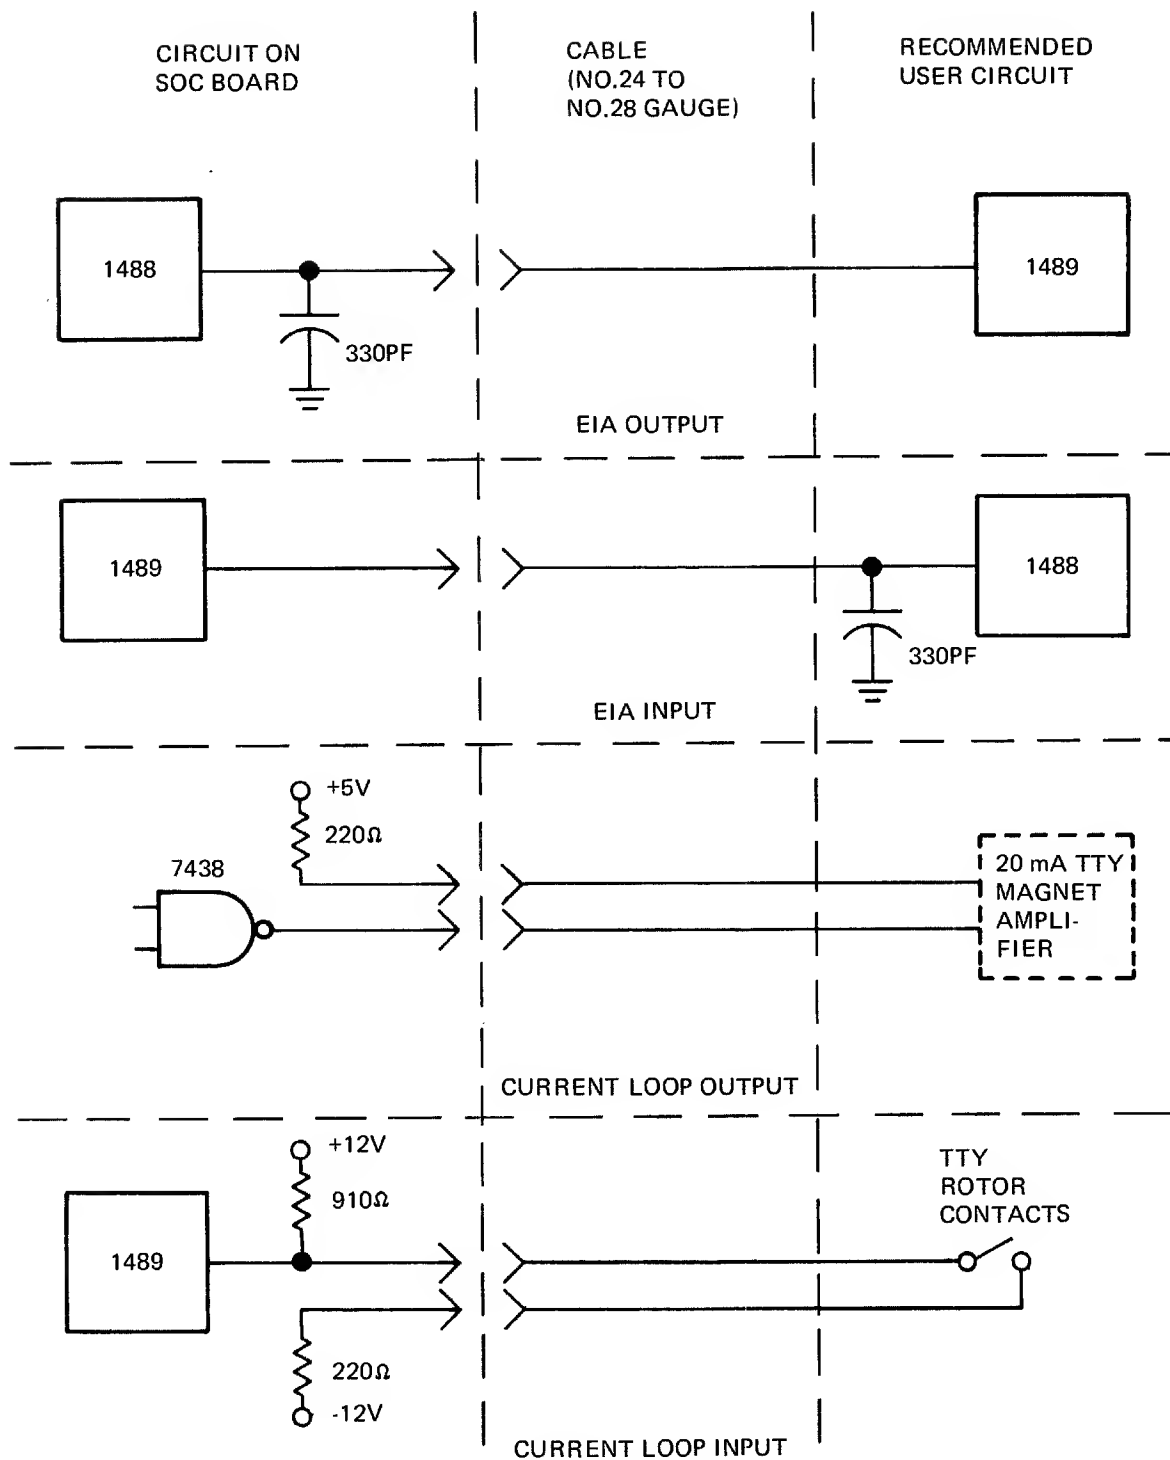 CIRCUIT ON
SOC BOARD
CABLE
(NO.24 TO
NO.28 GAUGE)
RECOMMENDED
USER CIRCUIT
1488
330PF
1489
EIA OUTPUT
1489
1488
330PF
EIA INPUT
+5V
220Ω
7438
20 mA TTY
MAGNET
AMPLI-
FIER
CURRENT LOOP OUTPUT
+12V
910Ω
1489
220Ω
-12V
TTY
ROTOR
CONTACTS
CURRENT LOOP INPUT